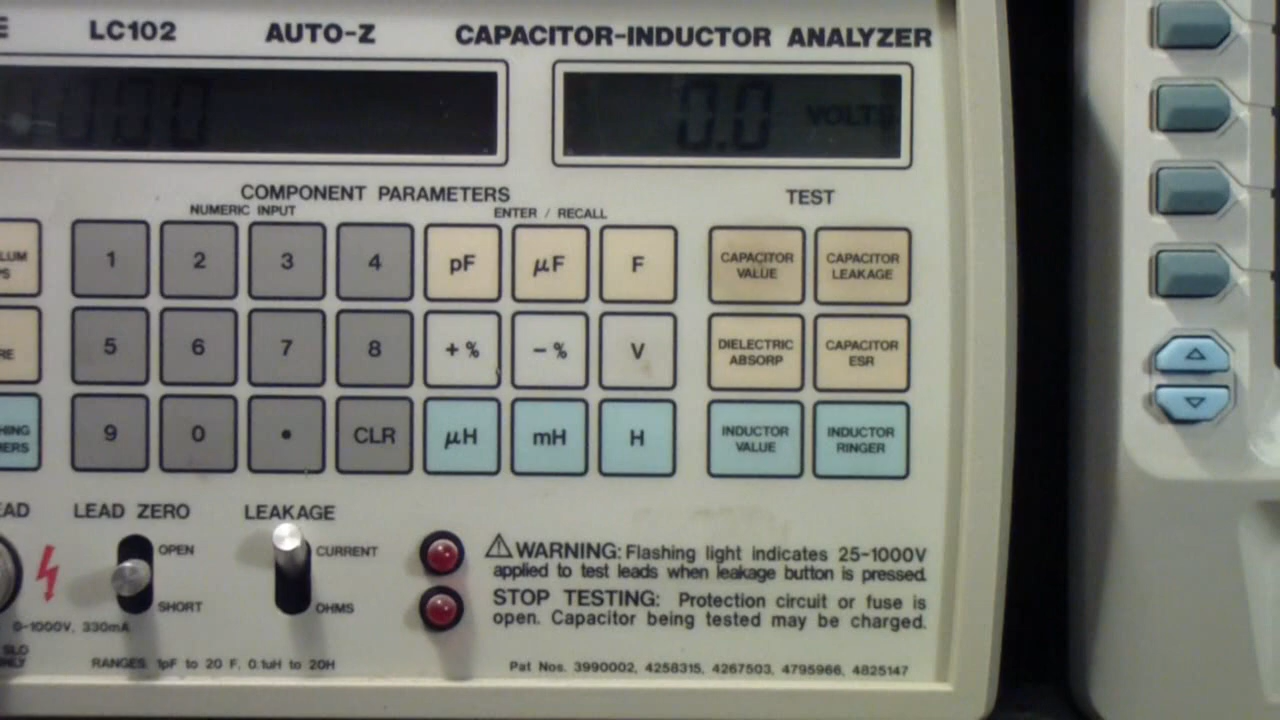 E LC102 AUTO-Z CAPACITOR-INDUCTOR ANALYZER
0.0 VOLTS
COMPONENT PARAMETERS TEST
NUMERIC INPUT ENTER / RECALL
1 2 3 4 pF µF F
CAPACITOR VALUE
CAPACITOR LEAKAGE
5 6 7 8 +% -% V
DIELECTRIC ABSORP
CAPACITOR ESR
9 0 • CLR µH mH H
INDUCTOR VALUE
INDUCTOR RINGER
LEAD ZERO LEAKAGE
OPEN CURRENT
SHORT OHMS
⚠ WARNING: Flashing light indicates 25-1000V
applied to test leads when leakage button is pressed.
STOP TESTING: Protection circuit or fuse is
open. Capacitor being tested may be charged.
0-1000V, 330mA
SLO
RANGES 1pF to 20 F, 0.1uH to 20H
Pat Nos. 3990002, 4258315, 4267503, 4795966, 4825147